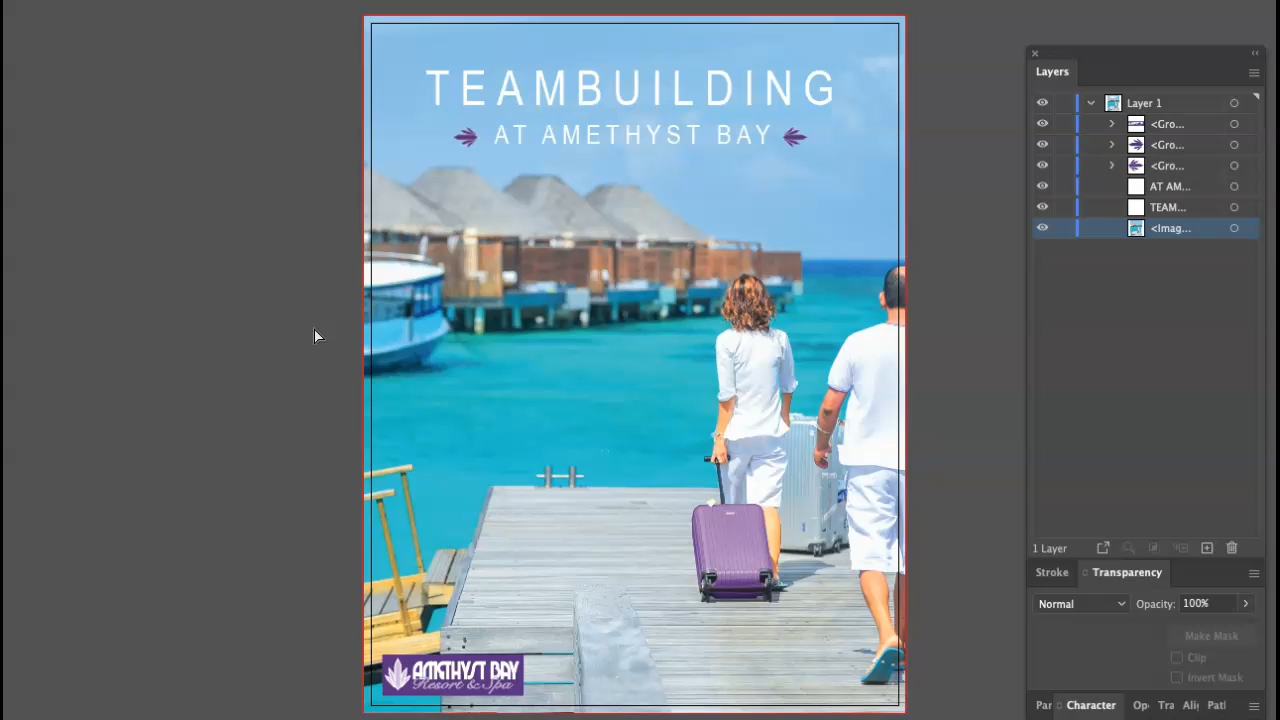 TEAMBUILDING
AT AMETHYST BAY
AMETHYST BAY
Resort & Spa
Layers
Layer 1
<Gro...
<Gro...
<Gro...
AT AM...
TEAM...
<Imag...
1 Layer
Stroke
Transparency
Normal
Opacity:
100%
Make Mask
Clip
Invert Mask
Par
Character
Op
Tra
Ali
Patl